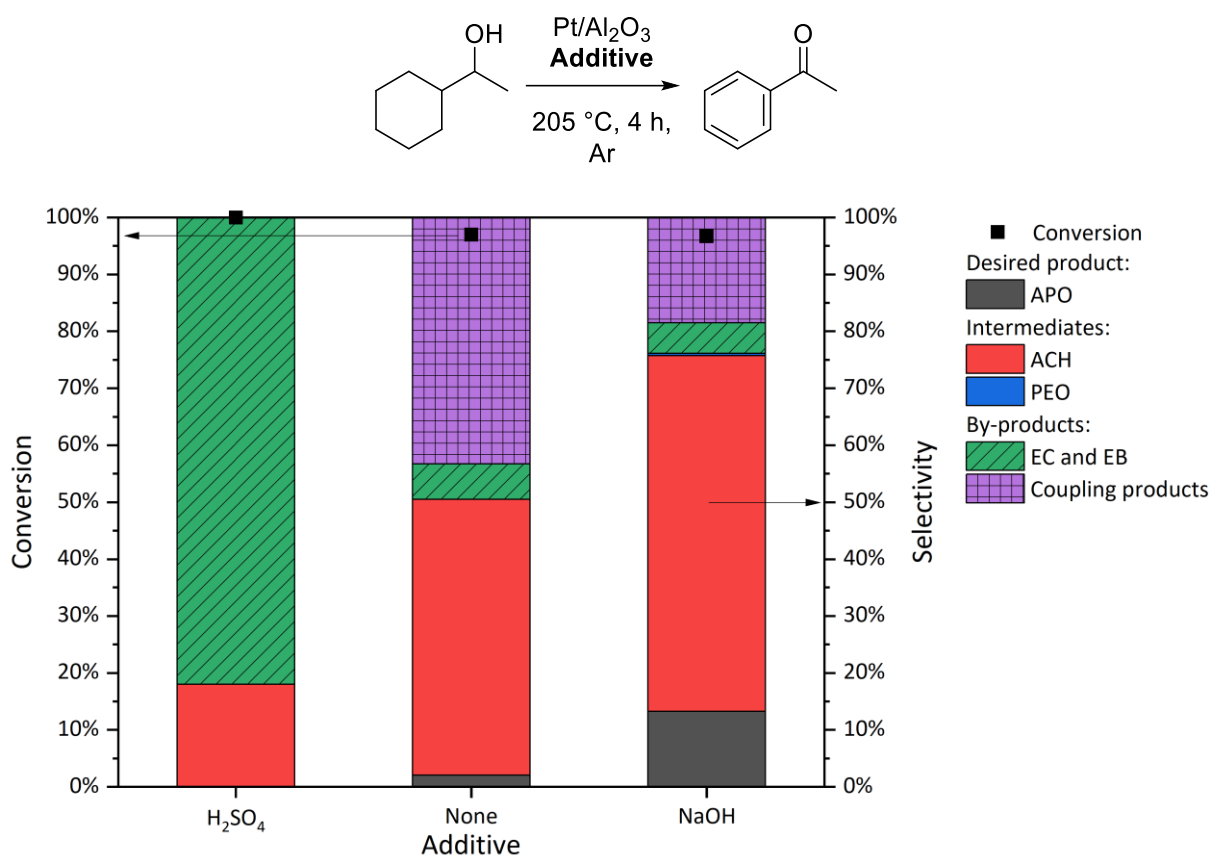 OH
Pt/Al₂O₃
Additive
205 °C, 4 h,
Ar
O
100%
90%
80%
70%
60%
50%
40%
30%
20%
10%
0%
Conversion
H₂SO₄
None
NaOH
Additive
100%
90%
80%
70%
60%
50%
40%
30%
20%
10%
0%
Selectivity
Conversion
Desired product:
APO
Intermediates:
ACH
PEO
By-products:
EC and EB
Coupling products